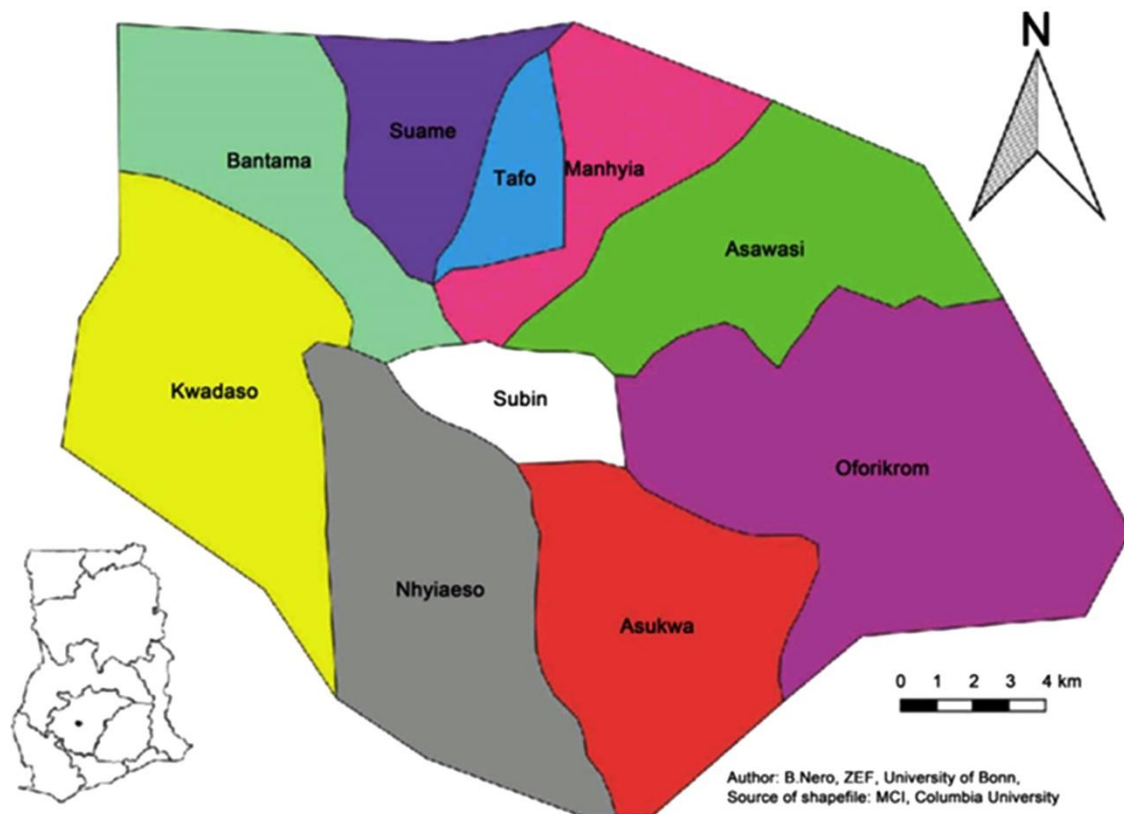 N
Suame
Bantama
Tafo
Manhyia
Asawasi
Kwadaso
Subin
Oforikrom
Nhyiaeso
Asukwa
0 1 2 3 4 km
Author: B.Nero, ZEF, University of Bonn,
Source of shapefile: MCI, Columbia University